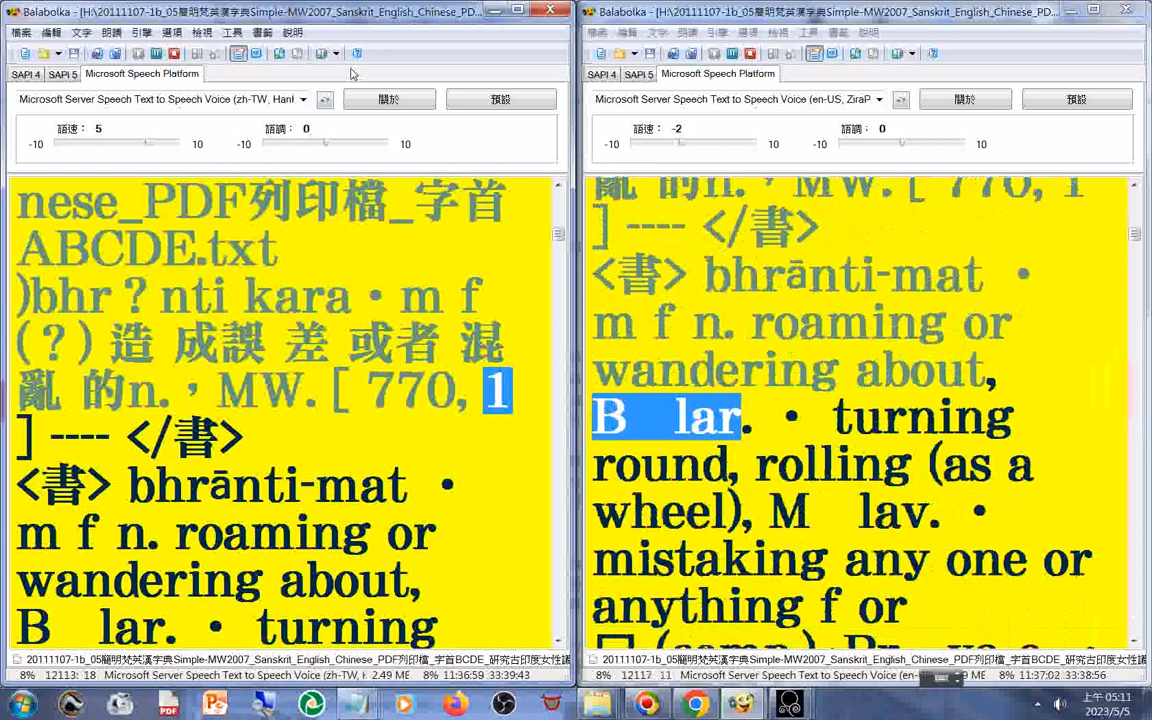 Balabolka - [H:\20111107-1b_05簡明梵英漢字典Simple-MW2007_Sanskrit_English_Chinese_PD...
檔案 編輯 文字 朗讀 引擎 選項 檢視 工具 書籤 說明
SAPI 4 SAPI 5 Microsoft Speech Platform
Microsoft Server Speech Text to Speech Voice (zh-TW, Han
關於 預設
語速: 5 語調: 0
-10 10 -10 10
nese_PDF列印檔_字首
ABCDE.txt
)bhr？nti kara • m f
(？) 造 成誤 差 或者 混
亂 的n.，MW. [ 770, 1
] ---- </書>
<書> bhrānti-mat •
m f n. roaming or
wandering about,
B lar. • turning
20111107-1b_05簡明梵英漢字典Simple-MW2007_Sanskrit_English_Chinese_PDF列印檔_字首BCDE_研究古印度女性議
8% 12113: 18 Microsoft Server Speech Text to Speech Voice (zh-TW, H 2.49 ME 8% 11:36:59 33:39:43
Balabolka - [H:\20111107-1b_05簡明梵英漢字典Simple-MW2007_Sanskrit_English_Chinese_PD...
檔案 編輯 文字 朗讀 引擎 選項 檢視 工具 書籤 說明
SAPI 4 SAPI 5 Microsoft Speech Platform
Microsoft Server Speech Text to Speech Voice (en-US, ZiraP
關於 預設
語速: -2 語調: 0
-10 10 -10 10
亂 的n.，MW. [ 770, 1
] ---- </書>
<書> bhrānti-mat •
m f n. roaming or
wandering about,
B lar. • turning
round, rolling (as a
wheel), M lav. •
mistaking any one or
anything f or
20111107-1b_05簡明梵英漢字典Simple-MW2007_Sanskrit_English_Chinese_PDF列印檔_字首BCDE_研究古印度女性議
8% 12117 11 Microsoft Server Speech Text to Speech Voice (en- ME 8% 11:37:02 33:38:56
上午 05:11
2023/5/5